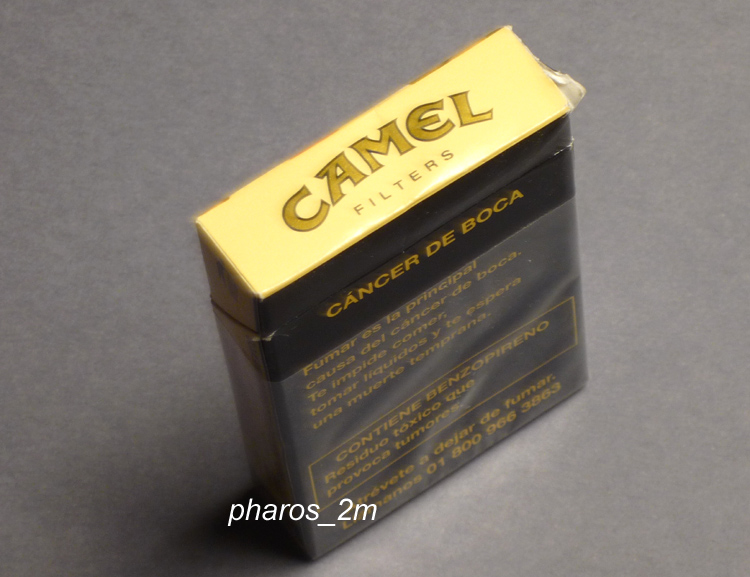 CAMEL
FILTERS
CÁNCER DE BOCA
Fumar es la principal
causa del cáncer de boca.
Te impide comer,
tomar líquidos y te espera
una muerte temprana.
CONTIENE BENZOPIRENO
Residuo tóxico que
provoca tumores.
Atrévete a dejar de fumar.
Llámanos 01 800 966 3863
pharos_2m